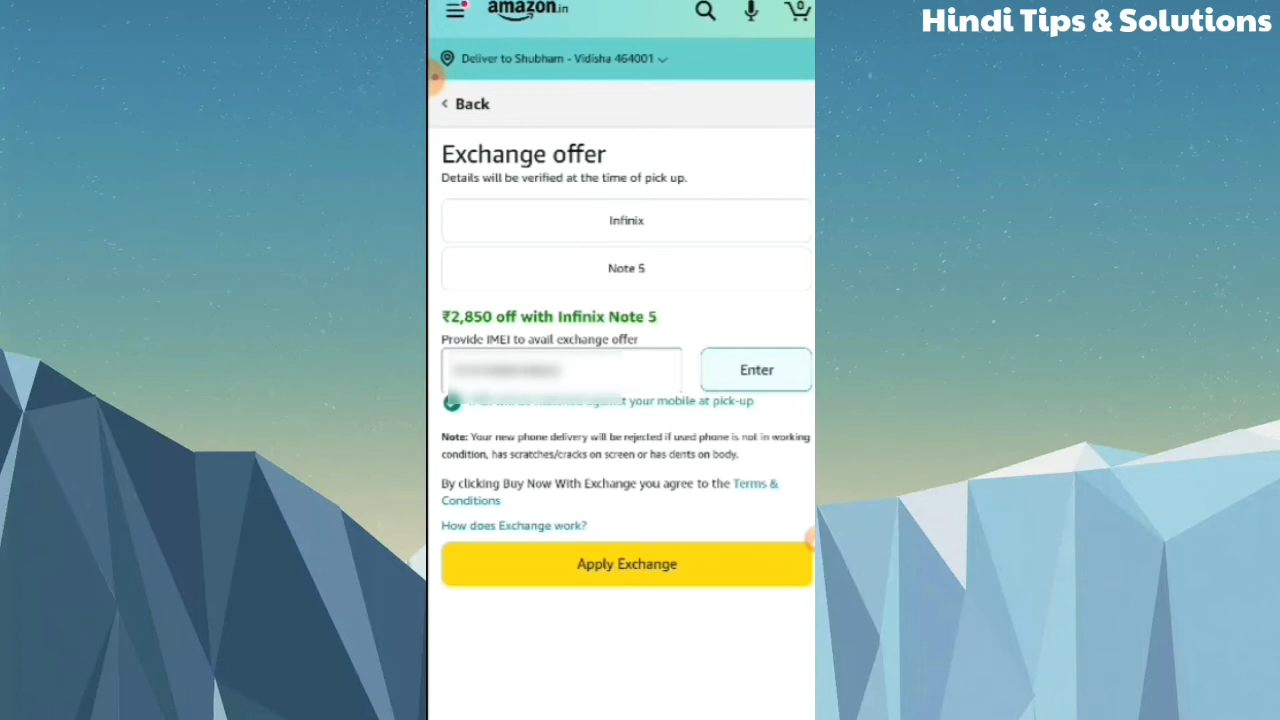 Hindi Tips & Solutions
amazon.in
0
Deliver to Shubham - Vidisha 464001
Back
Exchange offer
Details will be verified at the time of pick up.
Infinix
Note 5
₹2,850 off with Infinix Note 5
Provide IMEI to avail exchange offer
Enter
your mobile at pick-up
Note: Your new phone delivery will be rejected if used phone is not in working
condition, has scratches/cracks on screen or has dents on body.
By clicking Buy Now With Exchange you agree to the Terms &
Conditions
How does Exchange work?
Apply Exchange